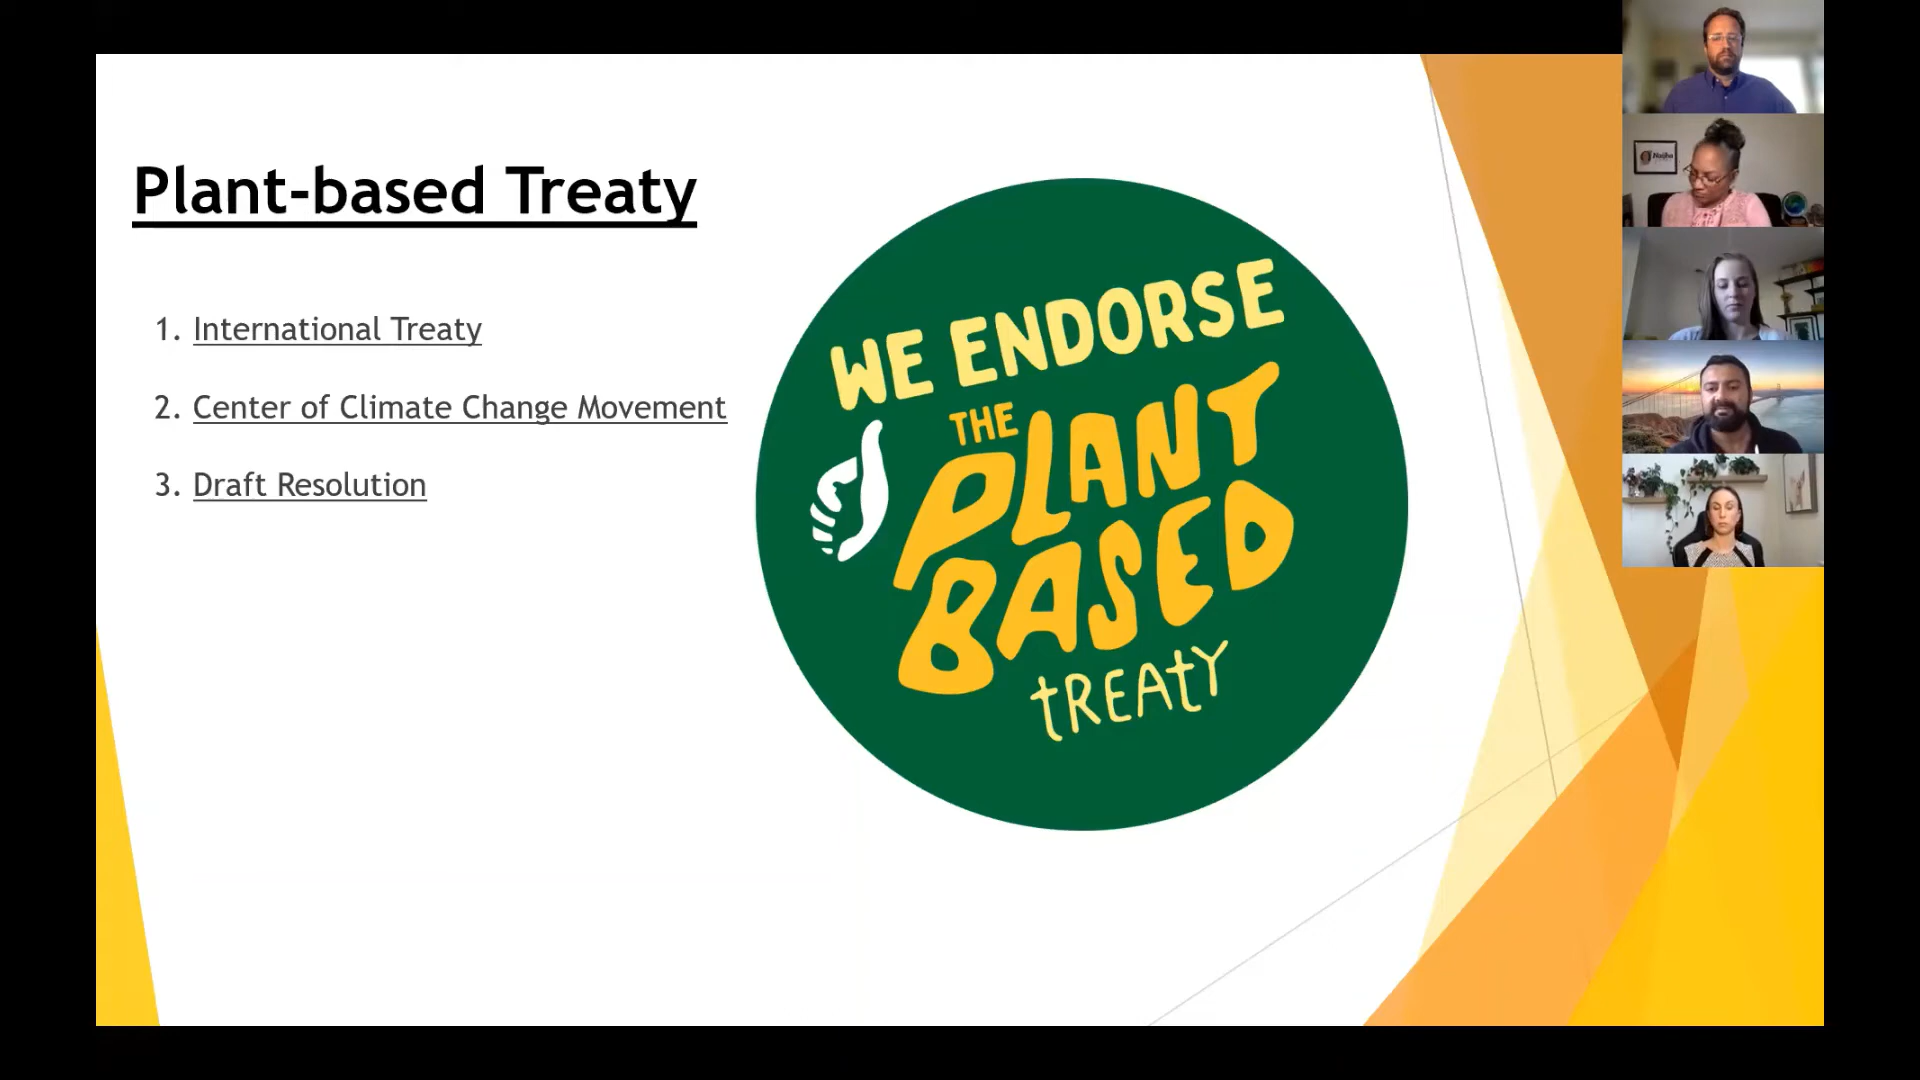 Plant-based Treaty
1. International Treaty
2. Center of Climate Change Movement
3. Draft Resolution
WE ENDORSE
THE PLANT
BASED
tREAtY